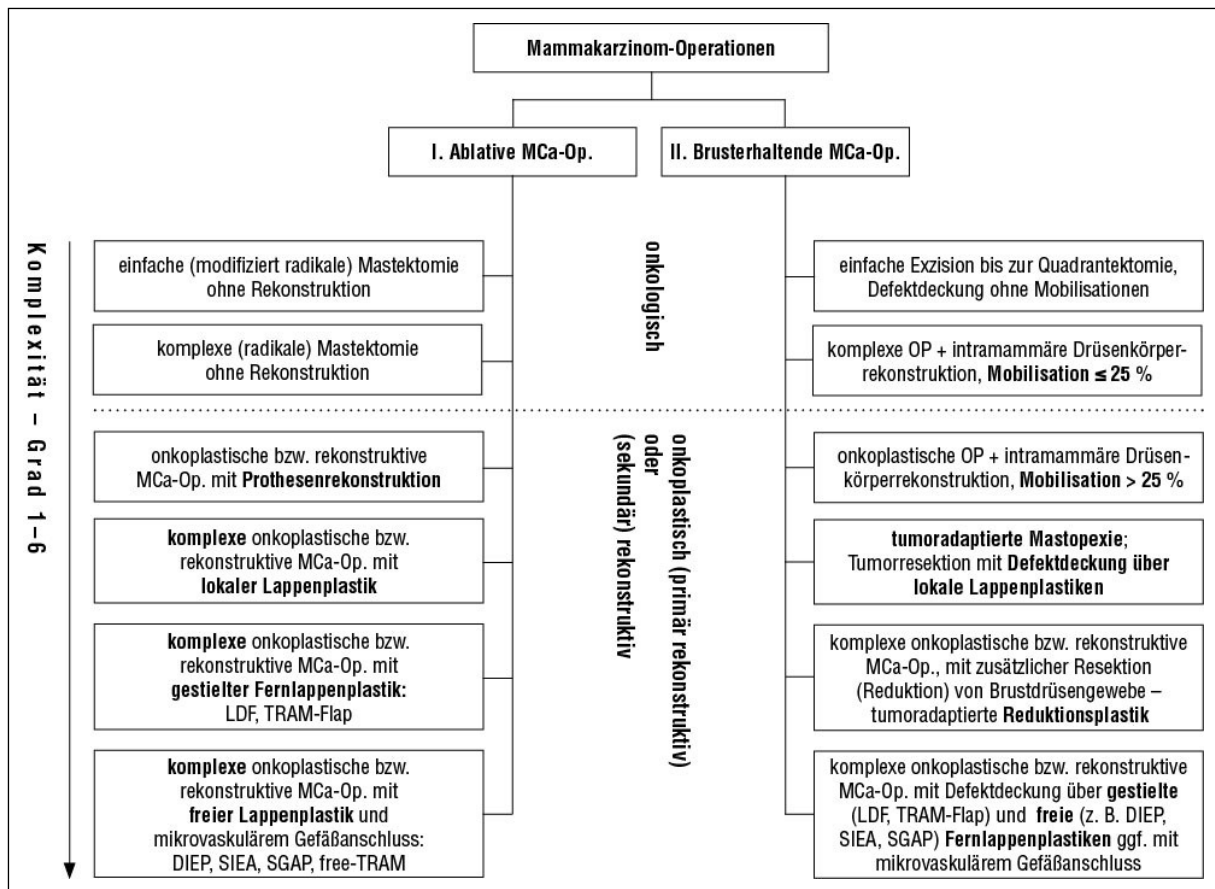 Mammakarzinom-Operationen
I. Ablative MCa-Op.
II. Brusterhaltende MCa-Op.
Komplexität – Grad 1–6
einfache (modifiziert radikale) Mastektomie
ohne Rekonstruktion
komplexe (radikale) Mastektomie
ohne Rekonstruktion
onkoplastische bzw. rekonstruktive
MCa-Op. mit Prothesenrekonstruktion
komplexe onkoplastische bzw.
rekonstruktive MCa-Op. mit
lokaler Lappenplastik
komplexe onkoplastische bzw.
rekonstruktive MCa-Op. mit
gestielter Fernlappenplastik:
LDF, TRAM-Flap
komplexe onkoplastische bzw.
rekonstruktive MCa-Op. mit
freier Lappenplastik und
mikrovaskulärem Gefäßanschluss:
DIEP, SIEA, SGAP, free-TRAM
onkologisch
onkoplastisch (primär rekonstruktiv)
oder
(sekundär) rekonstruktiv
einfache Exzision bis zur Quadrantektomie,
Defektdeckung ohne Mobilisationen
komplexe OP + intramammäre Drüsenkörper-
rekonstruktion, Mobilisation ≤ 25 %
onkoplastische OP + intramammäre Drüsen-
körperrekonstruktion, Mobilisation > 25 %
tumoradaptierte Mastopexie;
Tumorresektion mit Defektdeckung über
lokale Lappenplastiken
komplexe onkoplastische bzw. rekonstruktive
MCa-Op., mit zusätzlicher Resektion
(Reduktion) von Brustdrüsengewebe –
tumoradaptierte Reduktionsplastik
komplexe onkoplastische bzw. rekonstruktive
MCa-Op. mit Defektdeckung über gestielte
(LDF, TRAM-Flap) und freie (z. B. DIEP,
SIEA, SGAP) Fernlappenplastiken ggf. mit
mikrovaskulärem Gefäßanschluss